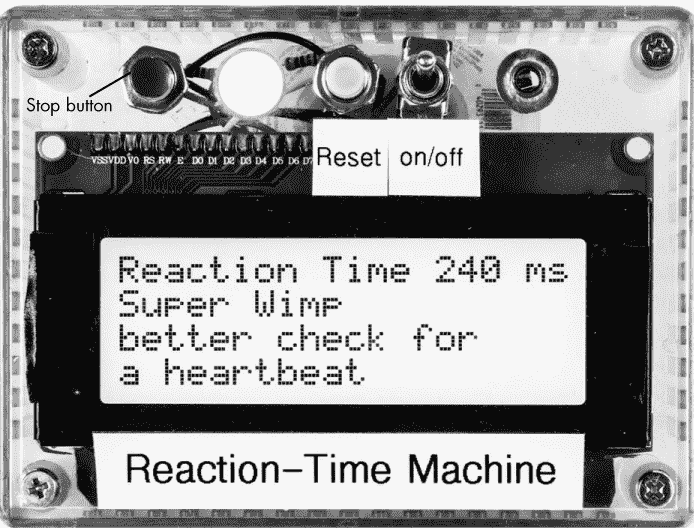 Stop button
VSS VDD V0 RS RW E D0 D1 D2 D3 D4 D5 D6 D7
Reset
on/off
Reaction Time 240 ms
Super Wimp
better check for
a heartbeat
Reaction-Time Machine